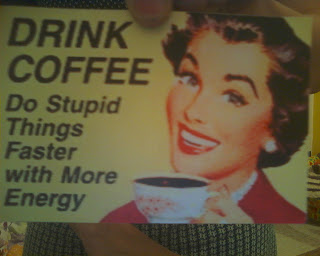 DRINK
COFFEE
Do Stupid
Things
Faster
with More
Energy